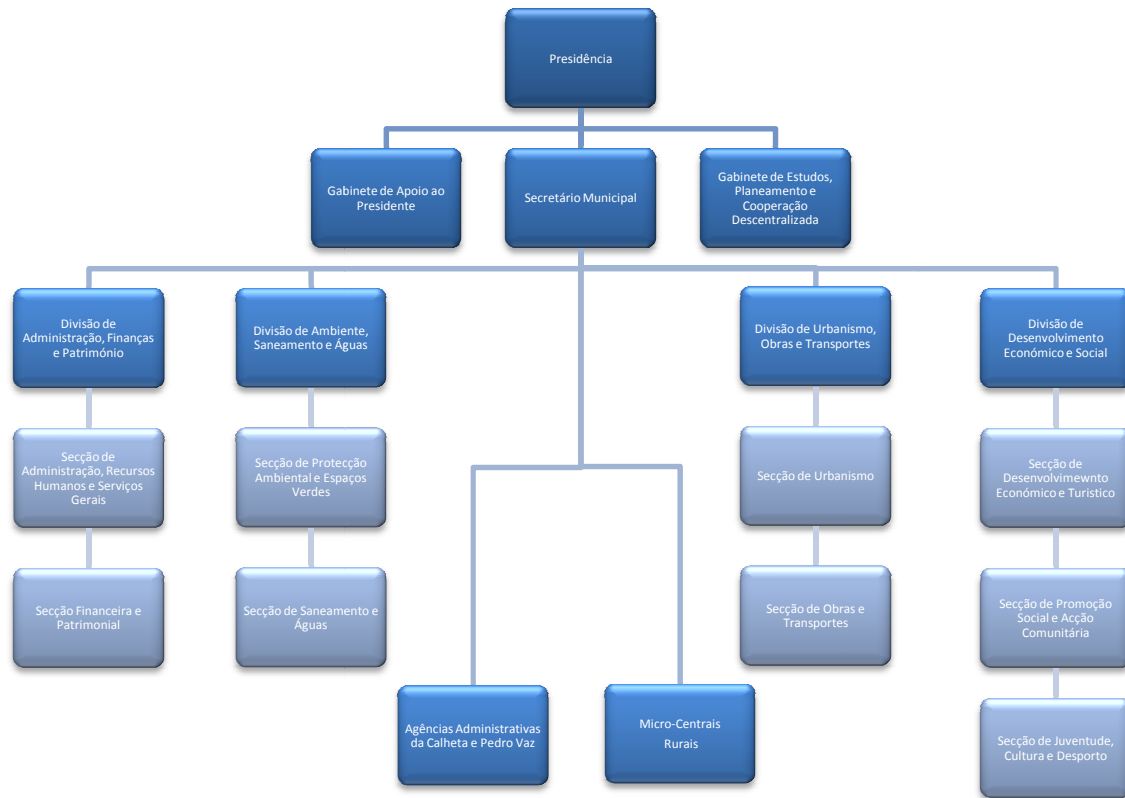 Presidência
Gabinete de Apoio ao
Presidente
Secretário Municipal
Gabinete de Estudos,
Planeamento e
Cooperação
Descentralizada
Divisão de
Administração, Finanças
e Património
Divisão de Ambiente,
Saneamento e Águas
Divisão de Urbanismo,
Obras e Transportes
Divisão de
Desenvolvimento
Económico e Social
Secção de
Administração, Recursos
Humanos e Serviços
Gerais
Secção de Protecção
Ambiental e Espaços
Verdes
Secção de Urbanismo
Secção de
Desenvolvimewnto
Económico e Turistico
Secção Financeira e
Patrimonial
Secção de Saneamento e
Águas
Secção de Obras e
Transportes
Secção de Promoção
Social e Acção
Comunitária
Agências Administrativas
da Calheta e Pedro Vaz
Micro-Centrais
Rurais
Secção de Juventude,
Cultura e Desporto